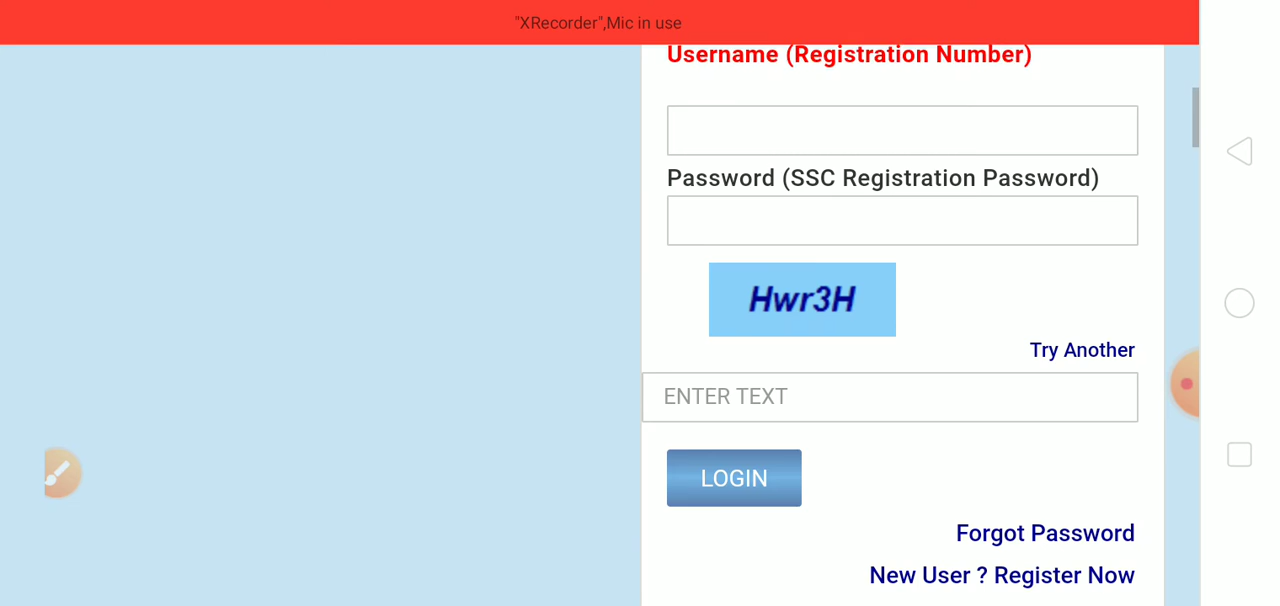 "XRecorder",Mic in use
Username (Registration Number)
Password (SSC Registration Password)
Hwr3H
Try Another
ENTER TEXT
LOGIN
Forgot Password
New User ? Register Now